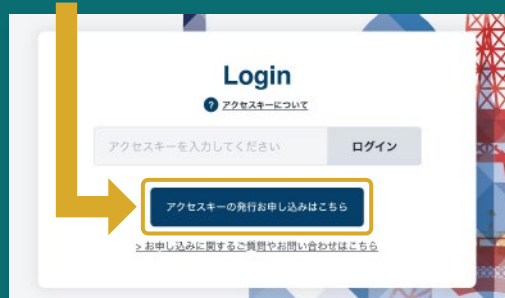 Login
? アクセスキーについて
アクセスキーを入力してください ログイン
アクセスキーの発行お申し込みはこちら
> お申し込みに関するご質問やお問い合わせはこちら